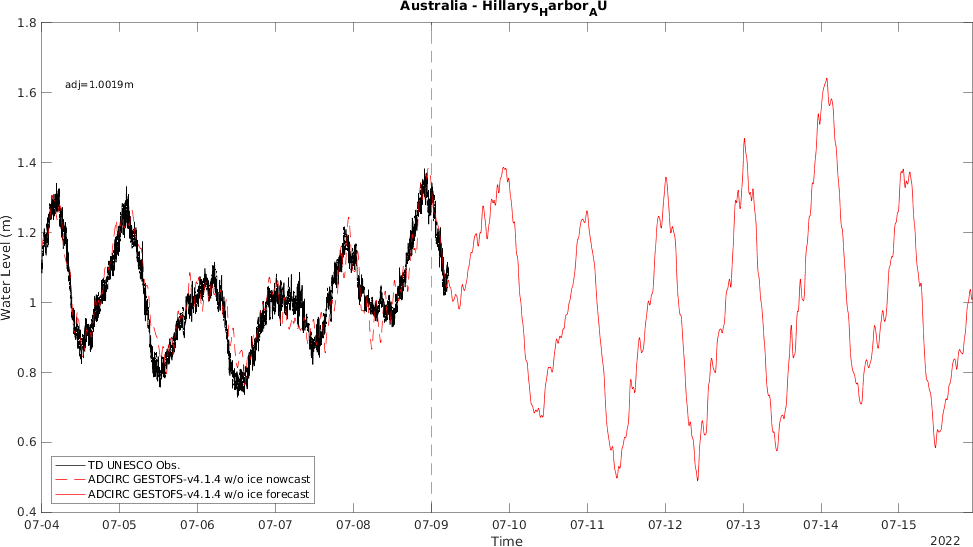 Australia - HillarysHarborAU
1.8
adj=1.0019m
1.6
1.4
1.2
1
0.8
0.6
0.4
Water Level (m)
TD UNESCO Obs.
ADCIRC GESTOFS-v4.1.4 w/o ice nowcast
ADCIRC GESTOFS-v4.1.4 w/o ice forecast
07-04 07-05 07-06 07-07 07-08 07-09 07-10 07-11 07-12 07-13 07-14 07-15
Time
2022